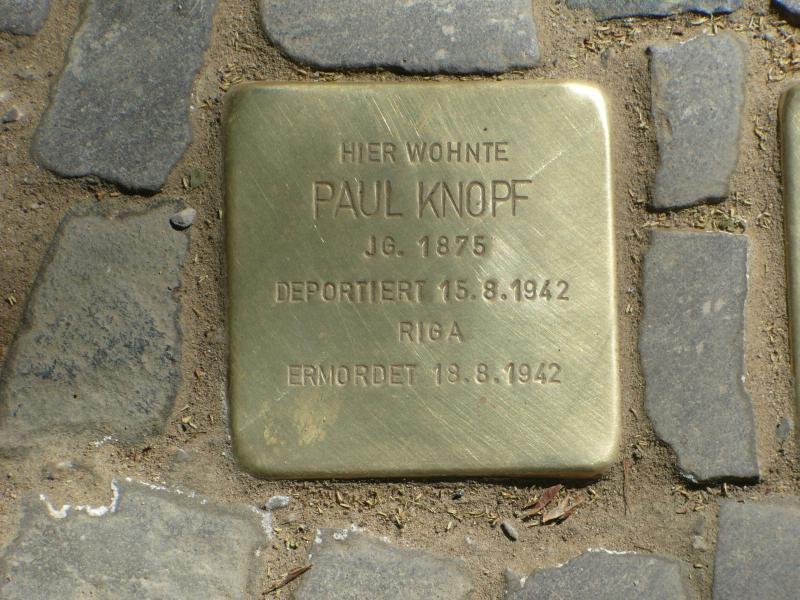 HIER WOHNTE
PAUL KNOPF
JG. 1875
DEPORTIERT 15.8.1942
RIGA
ERMORDET 18.8.1942